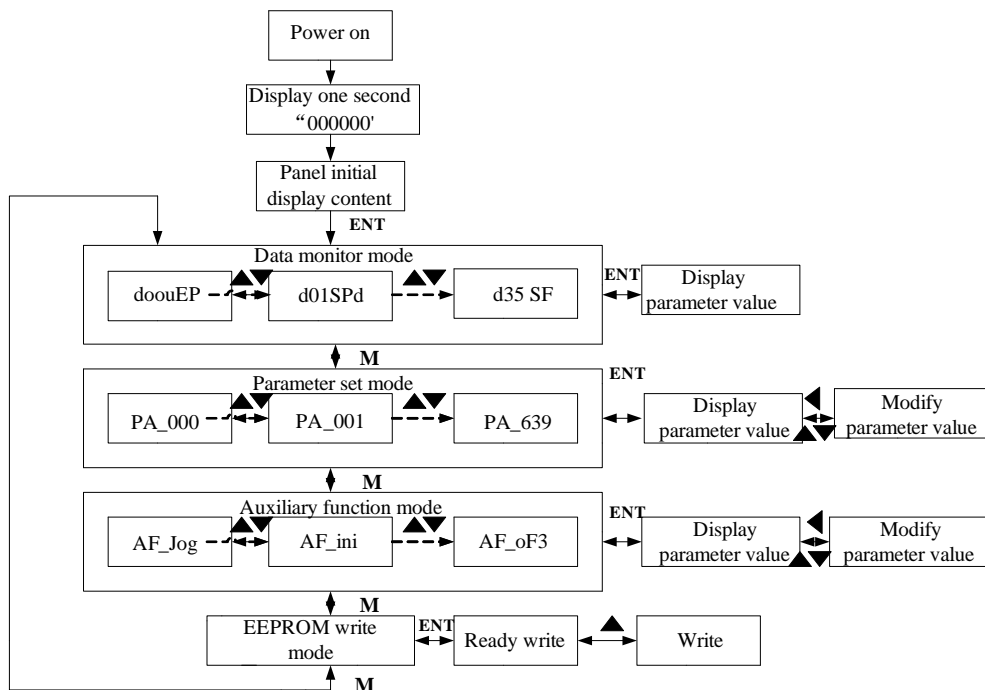 Power on
Display one second
“000000'
Panel initial
display content
ENT
Data monitor mode
doouEP
d01SPd
d35 SF
ENT
Display
parameter value
M
Parameter set mode
PA_000
PA_001
PA_639
ENT
Display
parameter value
Modify
parameter value
M
Auxiliary function mode
AF_Jog
AF_ini
AF_oF3
ENT
Display
parameter value
Modify
parameter value
M
EEPROM write
mode
ENT
Ready write
Write
M